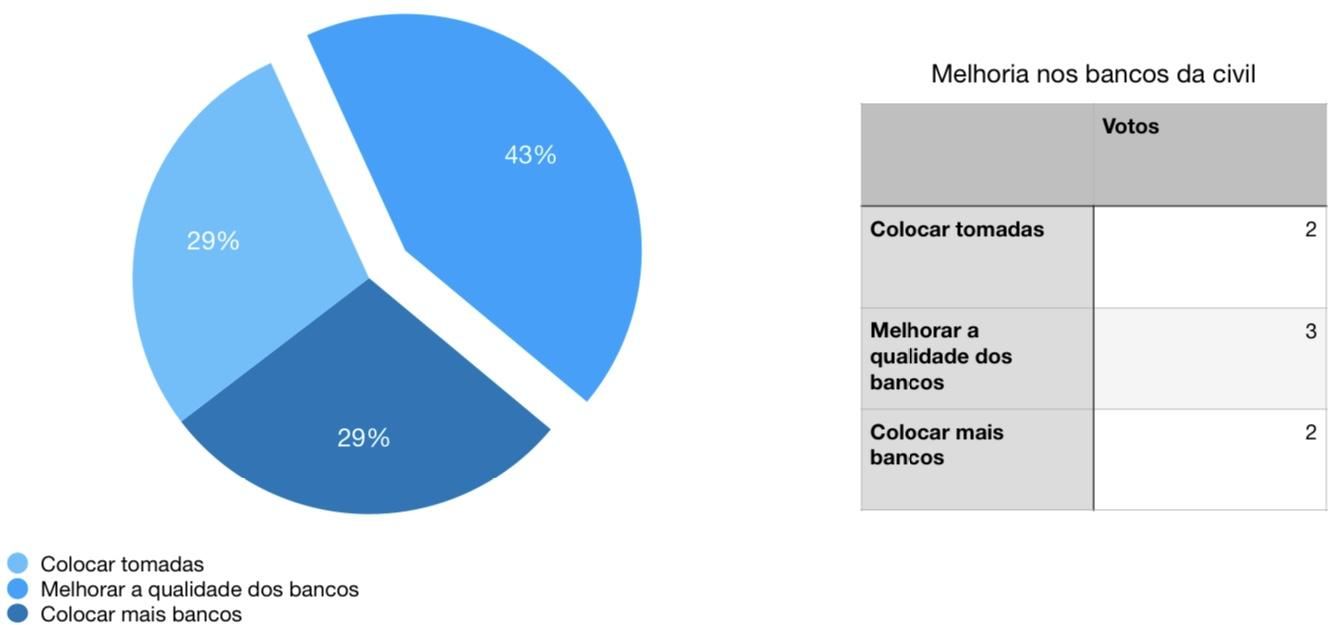 43%
29%
29%
Colocar tomadas
Melhorar a qualidade dos bancos
Colocar mais bancos
Melhoria nos bancos da civil
Votos
Colocar tomadas 2
Melhorar a 3
qualidade dos
bancos
Colocar mais 2
bancos